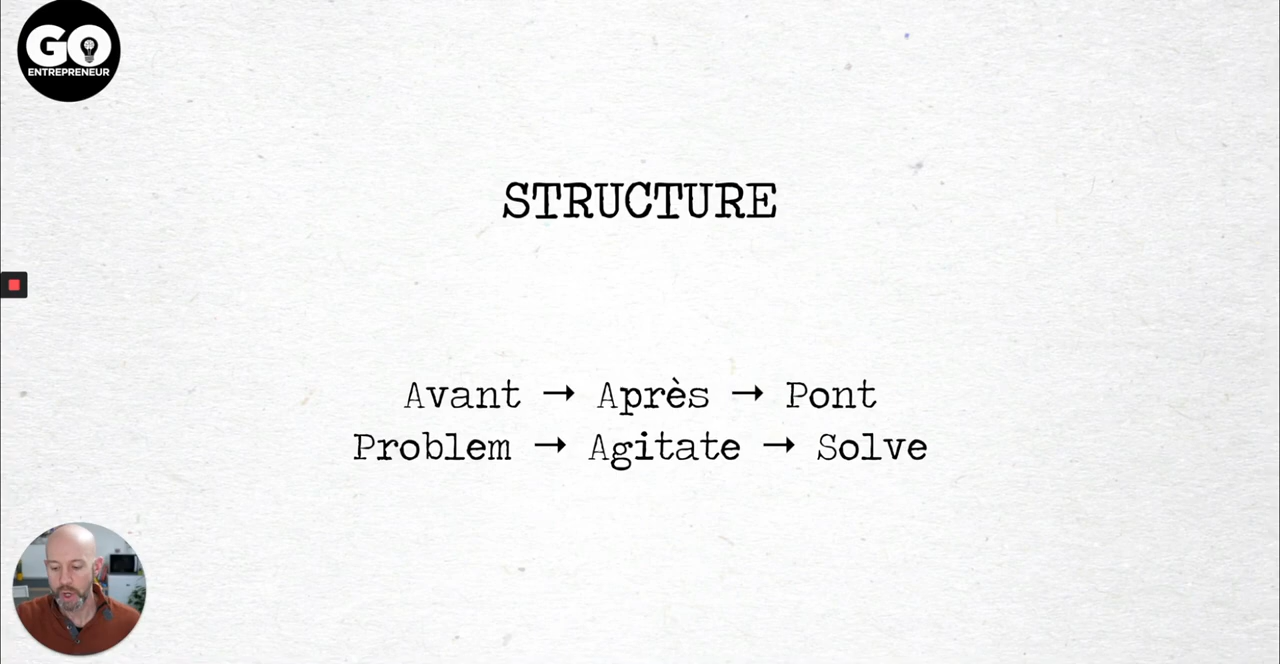 GO
ENTREPRENEUR
STRUCTURE
Avant → Après → Pont
Problem → Agitate → Solve